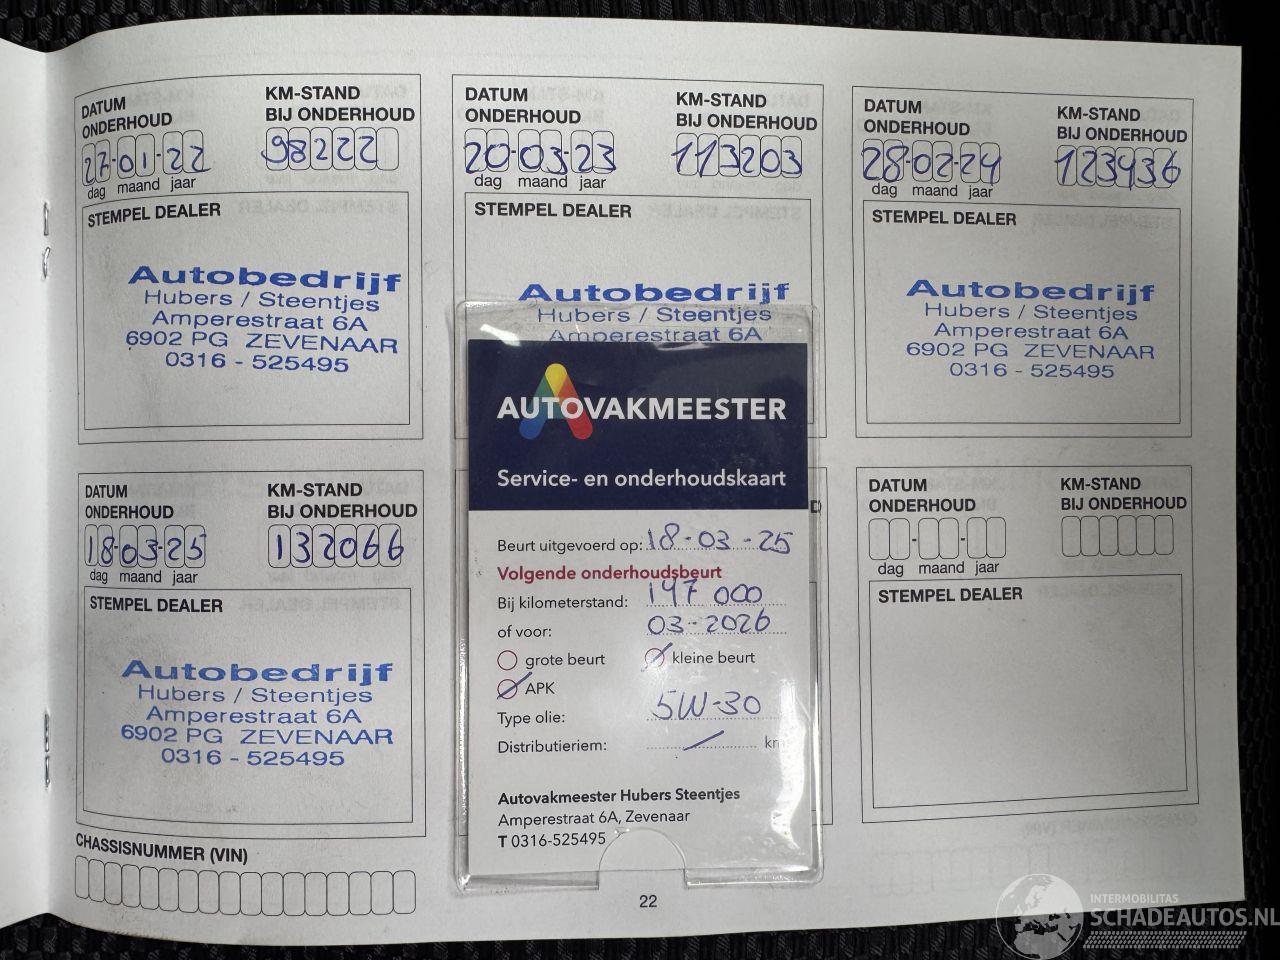 DATUM
ONDERHOUD
KM-STAND
BIJ ONDERHOUD
27-01-22
98222
dag maand jaar
STEMPEL DEALER
Autobedrijf
Hubers / Steentjes
Amperestraat 6A
6902 PG ZEVENAAR
0316 - 525495
DATUM
ONDERHOUD
KM-STAND
BIJ ONDERHOUD
20-03-23
113203
dag maand jaar
STEMPEL DEALER
Autobedrijf
Hubers / Steentjes
Amperestraat 6A
DATUM
ONDERHOUD
KM-STAND
BIJ ONDERHOUD
28-02-24
123936
dag maand jaar
STEMPEL DEALER
Autobedrijf
Hubers / Steentjes
Amperestraat 6A
6902 PG ZEVENAAR
0316 - 525495
DATUM
ONDERHOUD
KM-STAND
BIJ ONDERHOUD
18-03-25
132066
dag maand jaar
STEMPEL DEALER
Autobedrijf
Hubers / Steentjes
Amperestraat 6A
6902 PG ZEVENAAR
0316 - 525495
CHASSISNUMMER (VIN)
AUTOVAKMEESTER
Service- en onderhoudskaart
Beurt uitgevoerd op: 18-03-25
Volgende onderhoudsbeurt
Bij kilometerstand: 147 000
of voor: 03-2026
grote beurt kleine beurt
APK
Type olie: 5W-30
Distributieriem: km
Autovakmeester Hubers Steentjes
Amperestraat 6A, Zevenaar
T 0316-525495
DATUM
ONDERHOUD
KM-STAND
BIJ ONDERHOUD
dag maand jaar
STEMPEL DEALER
22
INTERMOBILITAS
SCHADEAUTOS.NL